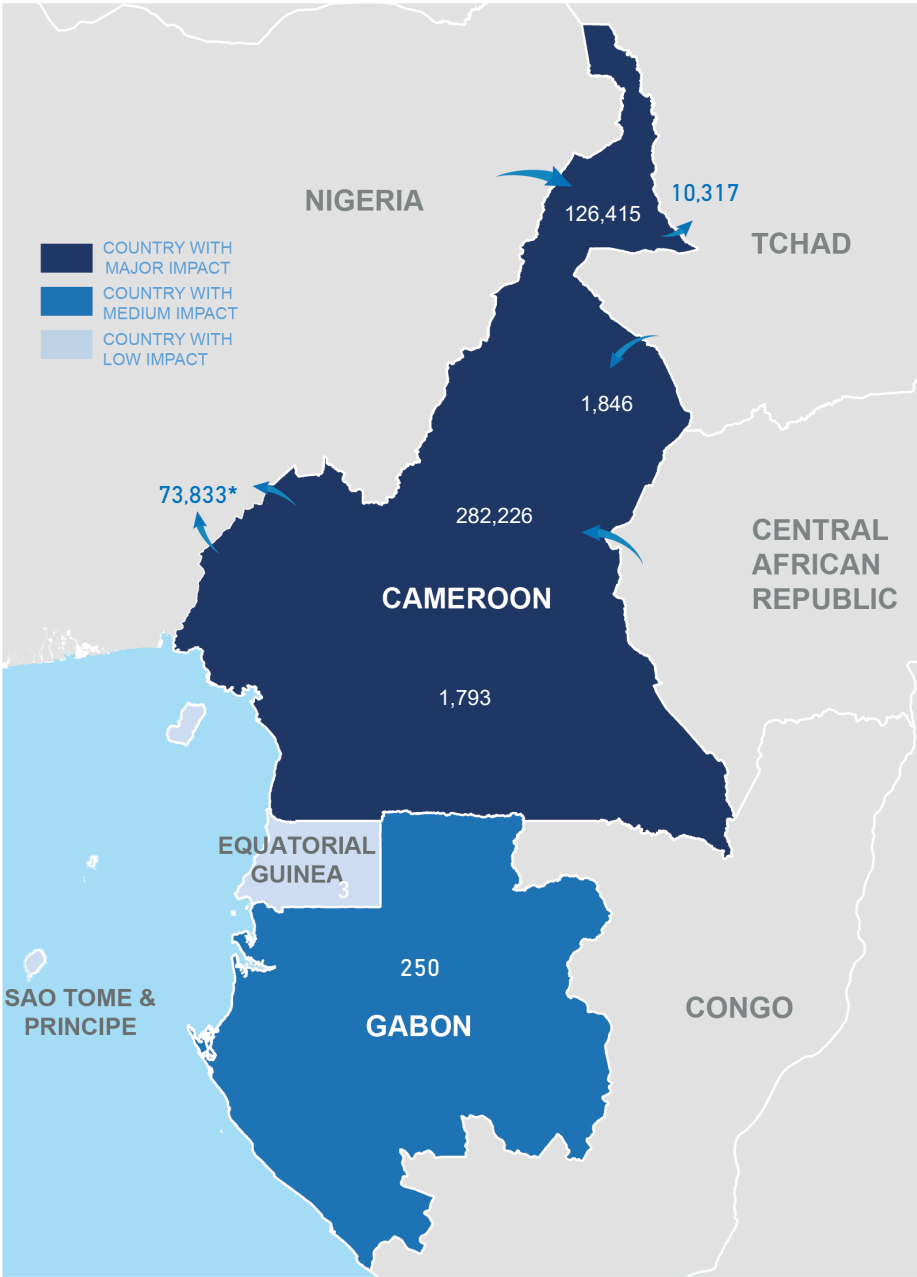 NIGERIA
10,317
126,415
TCHAD
COUNTRY WITH
MAJOR IMPACT
COUNTRY WITH
MEDIUM IMPACT
COUNTRY WITH
LOW IMPACT
1,846
73,833*
282,226
CENTRAL
AFRICAN
REPUBLIC
CAMEROON
1,793
EQUATORIAL
GUINEA
3
250
SAO TOME &
PRINCIPE
GABON
CONGO